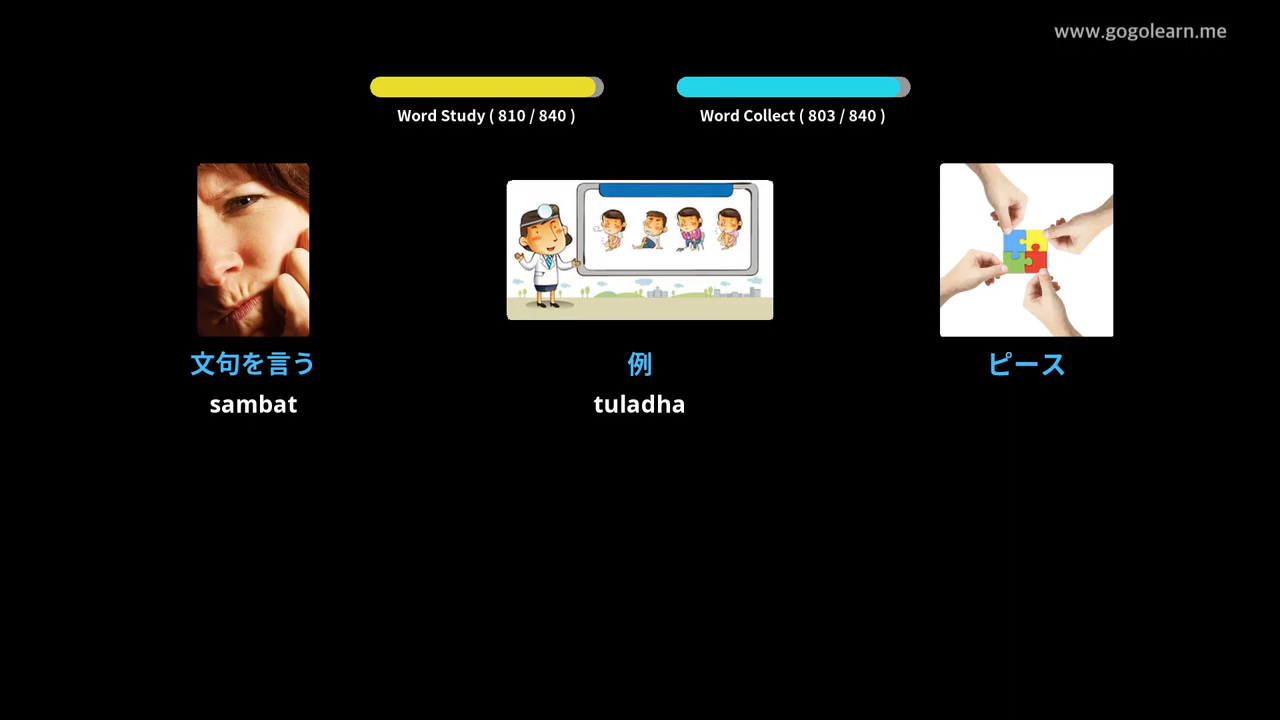 www.gogolearn.me
Word Study ( 810 / 840 )
Word Collect ( 803 / 840 )
文句を言う
例
ピース
sambat
tuladha